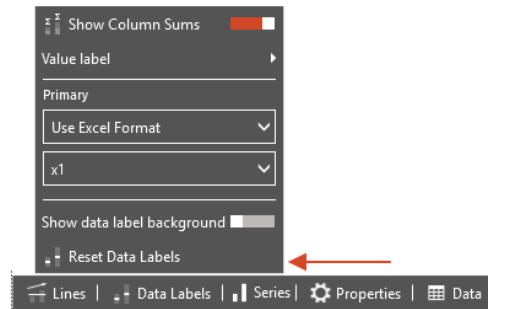 Show Column Sums
Value label
Primary
Use Excel Format
x1
Show data label background
Reset Data Labels
Lines | Data Labels | Series | Properties | Data